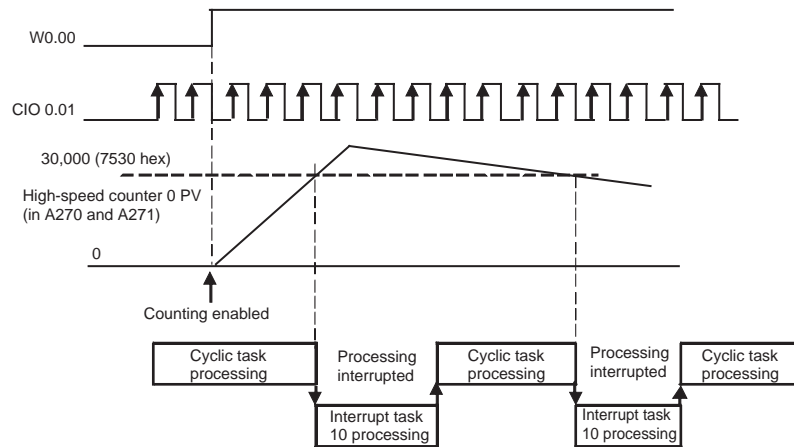 W0.00
CIO 0.01
30,000 (7530 hex)
High-speed counter 0 PV
(in A270 and A271)
0
Counting enabled
Cyclic task
processing
Processing
interrupted
Cyclic task
processing
Processing
interrupted
Cyclic task
processing
Interrupt task
10 processing
Interrupt task
10 processing